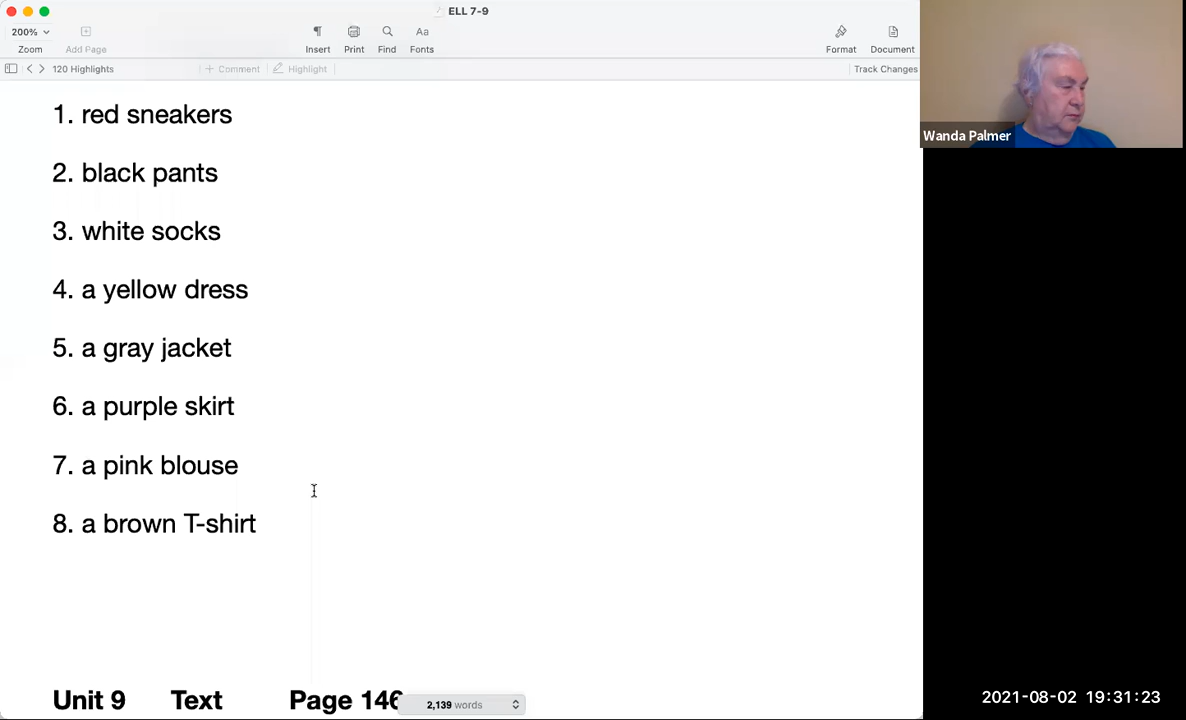 ELL 7-9
200%
Zoom
Add Page
Insert
Print
Find
Aa
Fonts
Format
Document
120 Highlights
+ Comment
Highlight
Track Changes
Wanda Palmer
1. red sneakers
2. black pants
3. white socks
4. a yellow dress
5. a gray jacket
6. a purple skirt
7. a pink blouse
8. a brown T-shirt
Unit 9 Text Page 146
2,139 words
2021-08-02 19:31:23